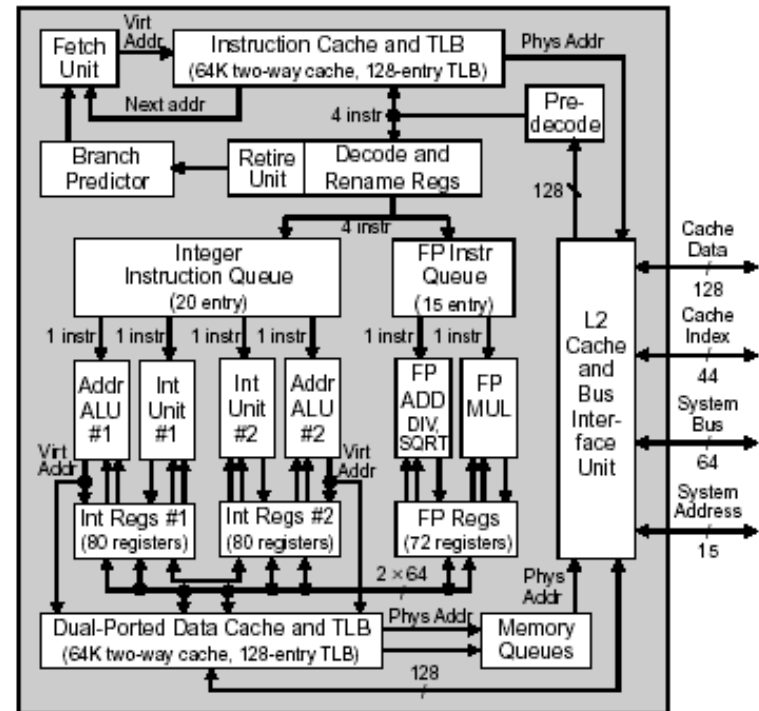 Fetch
Unit
Virt
Addr
Instruction Cache and TLB
(64K two-way cache, 128-entry TLB)
Phys Addr
Next addr
4 instr
Pre-
decode
Branch
Predictor
Retire
Unit
Decode and
Rename Regs
128
4 instr
Integer
Instruction Queue
(20 entry)
FP Instr
Queue
(15 entry)
L2
Cache
and
Bus
Inter-
face
Unit
Cache
Data
128
Cache
Index
44
System
Bus
64
System
Address
15
1 instr
1 instr
1 instr
1 instr
1 instr
1 instr
Addr
ALU
#1
Int
Unit
#1
Int
Unit
#2
Addr
ALU
#2
FP
ADD
DIV,
SQRT
FP
MUL
Virt
Addr
Virt
Addr
Int Regs #1
(80 registers)
Int Regs #2
(80 registers)
FP Regs
(72 registers)
2 × 64
Phys
Addr
Dual-Ported Data Cache and TLB
(64K two-way cache, 128-entry TLB)
Phys Addr
Memory
Queues
128